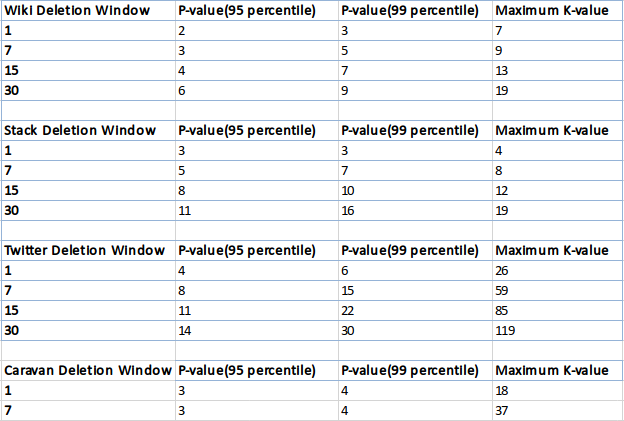 Wiki Deletion Window P-value(95 percentile) P-value(99 percentile) Maximum K-value
1 2 3 7
7 3 5 9
15 4 7 13
30 6 9 19
Stack Deletion Window P-value(95 percentile) P-value(99 percentile) Maximum K-value
1 3 3 4
7 5 7 8
15 8 10 12
30 11 16 19
Twitter Deletion Window P-value(95 percentile) P-value(99 percentile) Maximum K-value
1 4 6 26
7 8 15 59
15 11 22 85
30 14 30 119
Caravan Deletion Window P-value(95 percentile) P-value(99 percentile) Maximum K-value
1 3 4 18
7 3 4 37